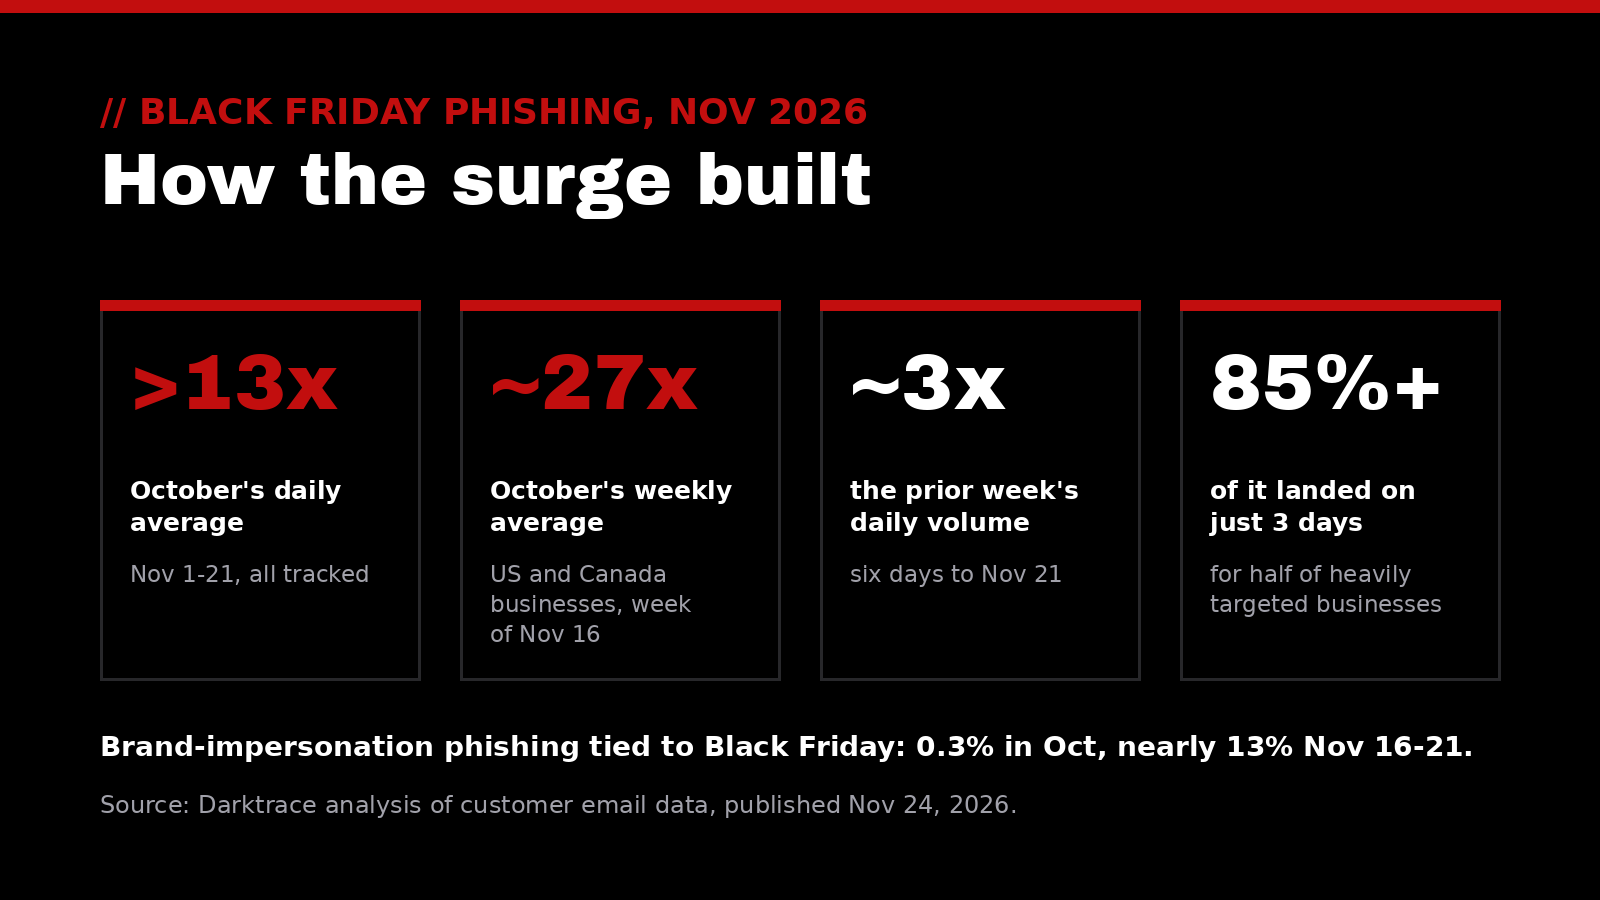 // BLACK FRIDAY PHISHING, NOV 2026
How the surge built
>13x
October's daily
average
Nov 1-21, all tracked
~27x
October's weekly
average
US and Canada
businesses, week
of Nov 16
~3x
the prior week's
daily volume
six days to Nov 21
85%+
of it landed on
just 3 days
for half of heavily
targeted businesses
Brand-impersonation phishing tied to Black Friday: 0.3% in Oct, nearly 13% Nov 16-21.
Source: Darktrace analysis of customer email data, published Nov 24, 2026.